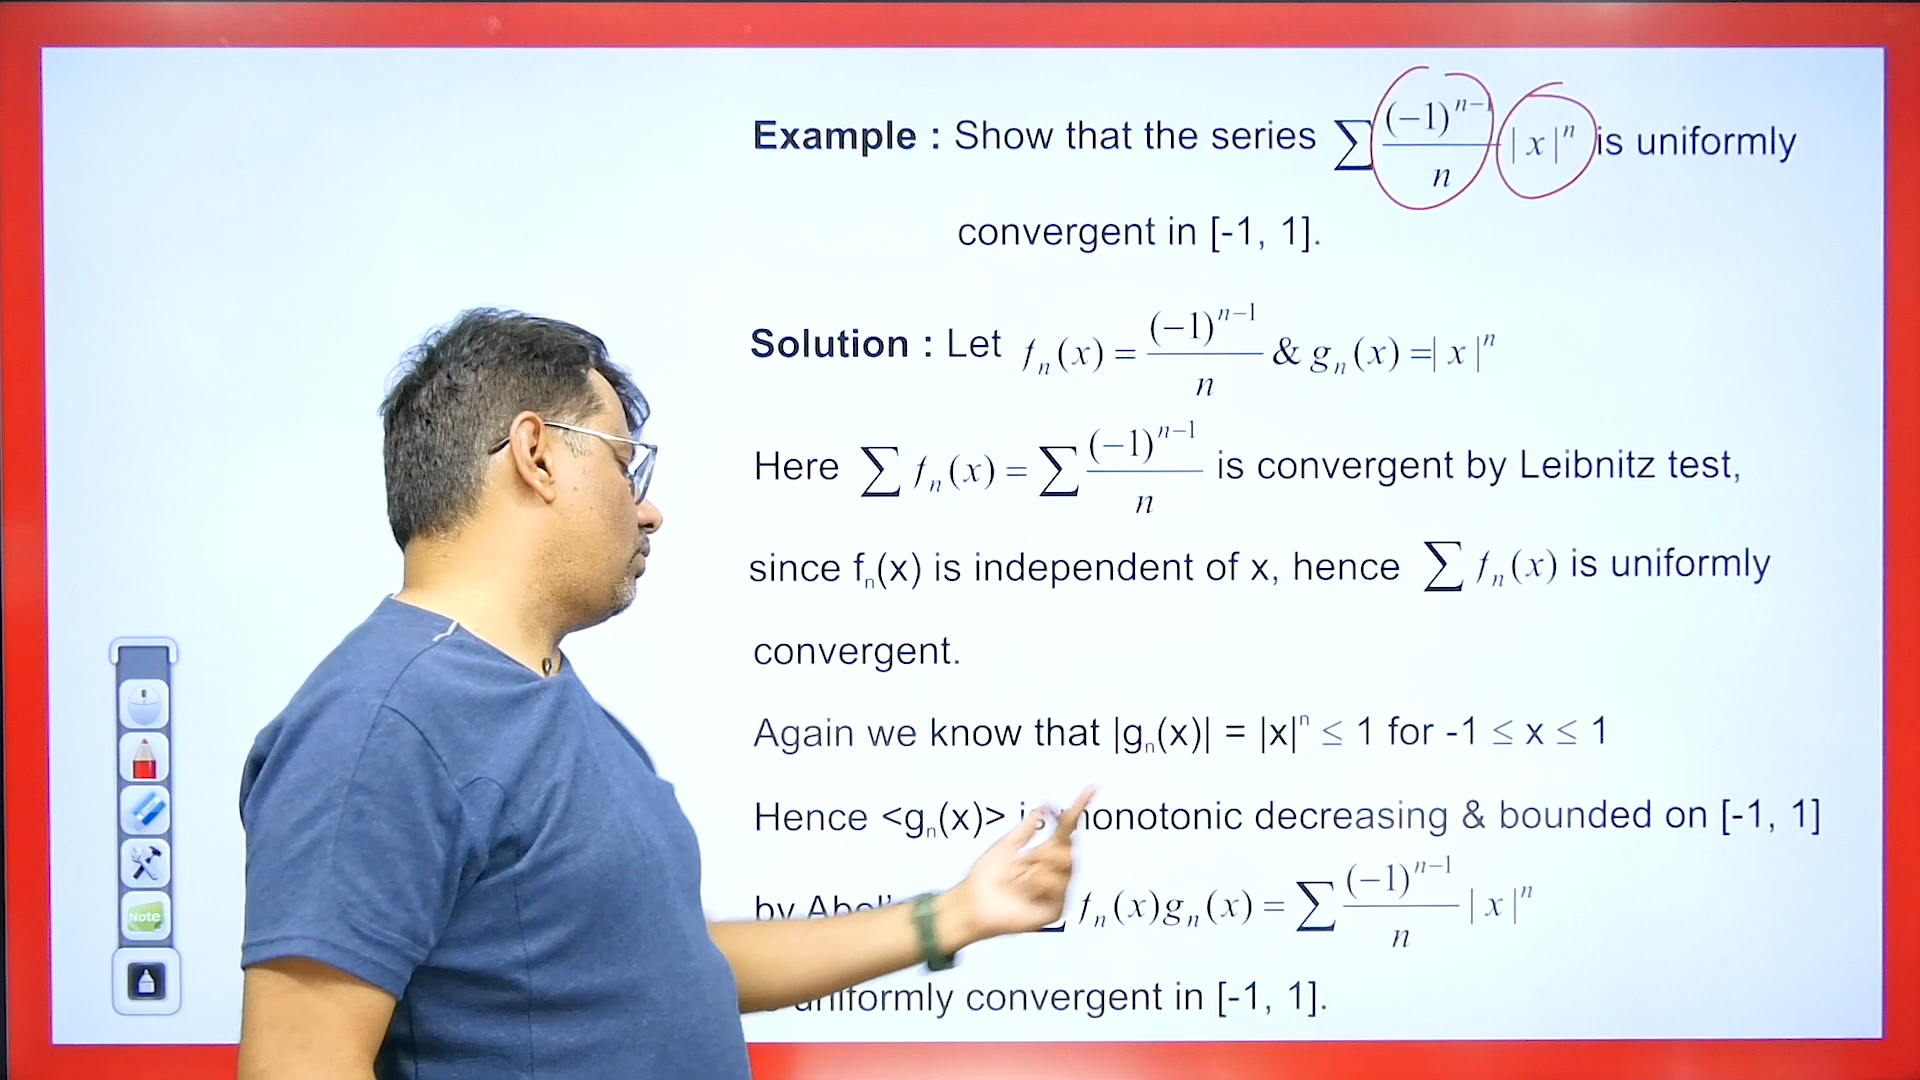 Example : Show that the series ∑ (−1)^{n−1}/n |x|^n is uniformly
convergent in [-1, 1].
Solution : Let f_n(x) = (−1)^{n−1}/n & g_n(x) =|x|^n
Here ∑ f_n(x) = ∑ (−1)^{n−1}/n is convergent by Leibnitz test,
since f_n(x) is independent of x, hence ∑ f_n(x) is uniformly
convergent.
Again we know that |g_n(x)| = |x|^n ≤ 1 for -1 ≤ x ≤ 1
Hence <g_n(x)> is monotonic decreasing & bounded on [-1, 1]
by f_n(x)g_n(x) = ∑ (−1)^{n−1}/n |x|^n
uniformly convergent in [-1, 1].
Note